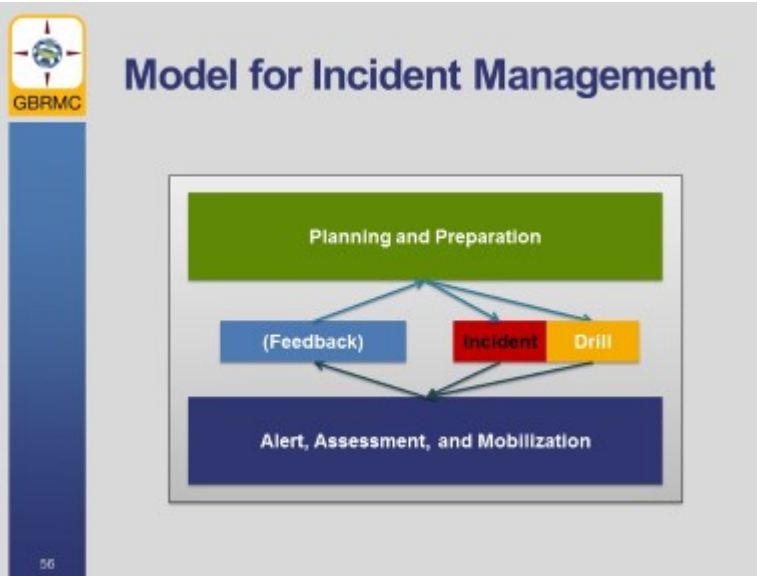 GBRMC
Model for Incident Management
Planning and Preparation
(Feedback)
Incident
Drill
Alert, Assessment, and Mobilization
56